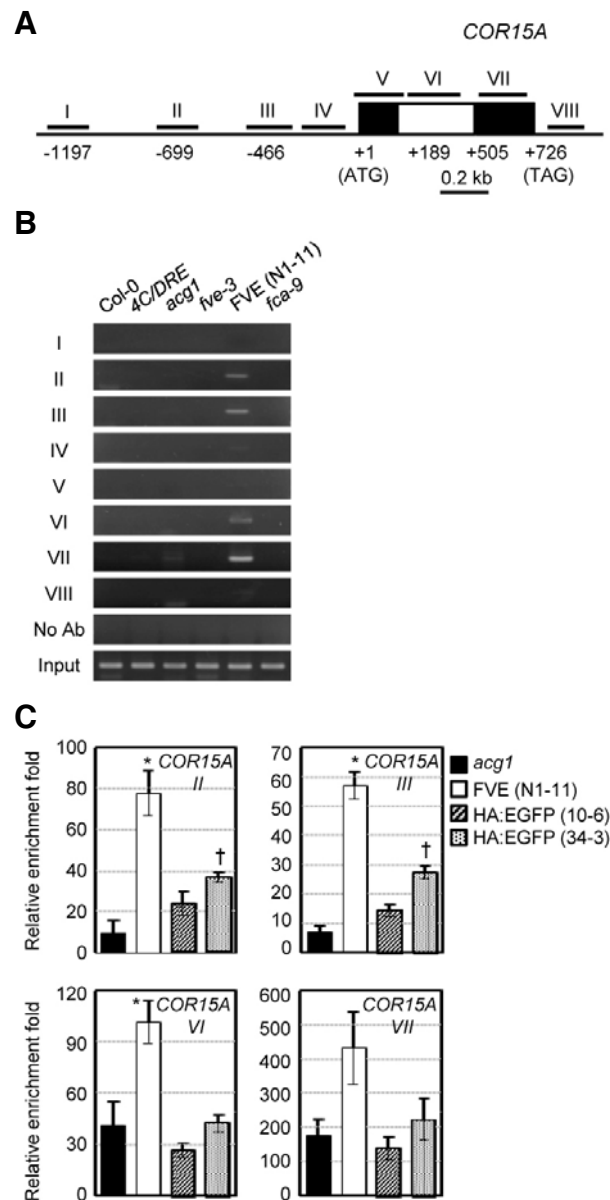 A
COR15A
V VI VII
I II III IV VIII
-1197 -699 -466 +1 +189 +505 +726
(ATG) (TAG)
0.2 kb
B
Col-0 4C/DRE acg1 fve-3 FVE (N1-11) fca-9
I
II
III
IV
V
VI
VII
VIII
No Ab
Input
C
Relative enrichment fold
100
80
60
40
20
0
* COR15A
II
†
70
60
50
40
30
20
10
0
* COR15A
III
†
acg1
FVE (N1-11)
HA:EGFP (10-6)
HA:EGFP (34-3)
Relative enrichment fold
120
90
60
30
0
* COR15A
VI
600
500
400
300
200
100
0
COR15A
VII